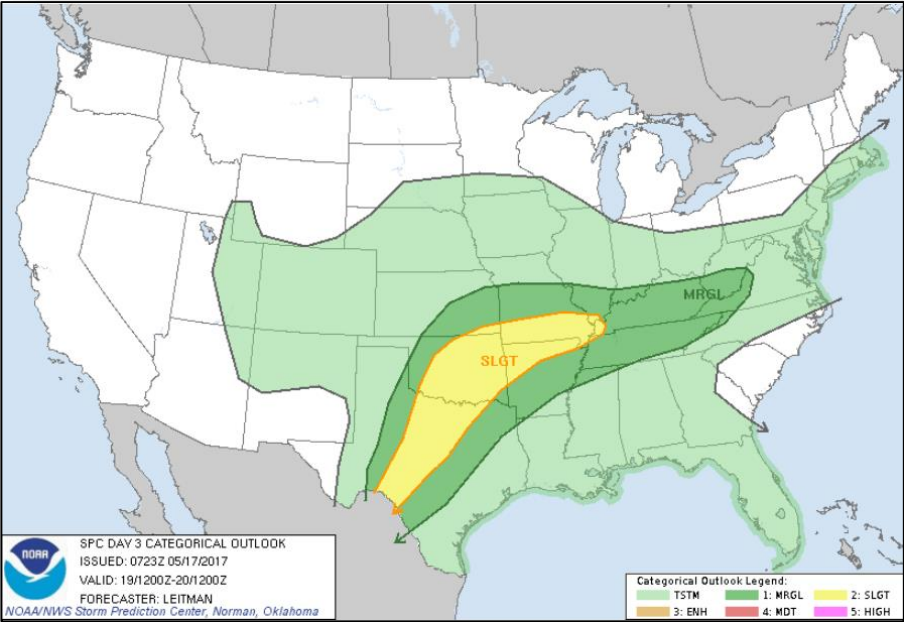 MRGL
SLGT
NOAA
SPC DAY 3 CATEGORICAL OUTLOOK
ISSUED: 0723Z 05/17/2017
VALID: 19/1200Z-20/1200Z
FORECASTER: LEITMAN
NOAA/NWS Storm Prediction Center, Norman, Oklahoma
Categorical Outlook Legend:
TSTM 1: MRGL 2: SLGT
3: ENH 4: MDT 5: HIGH